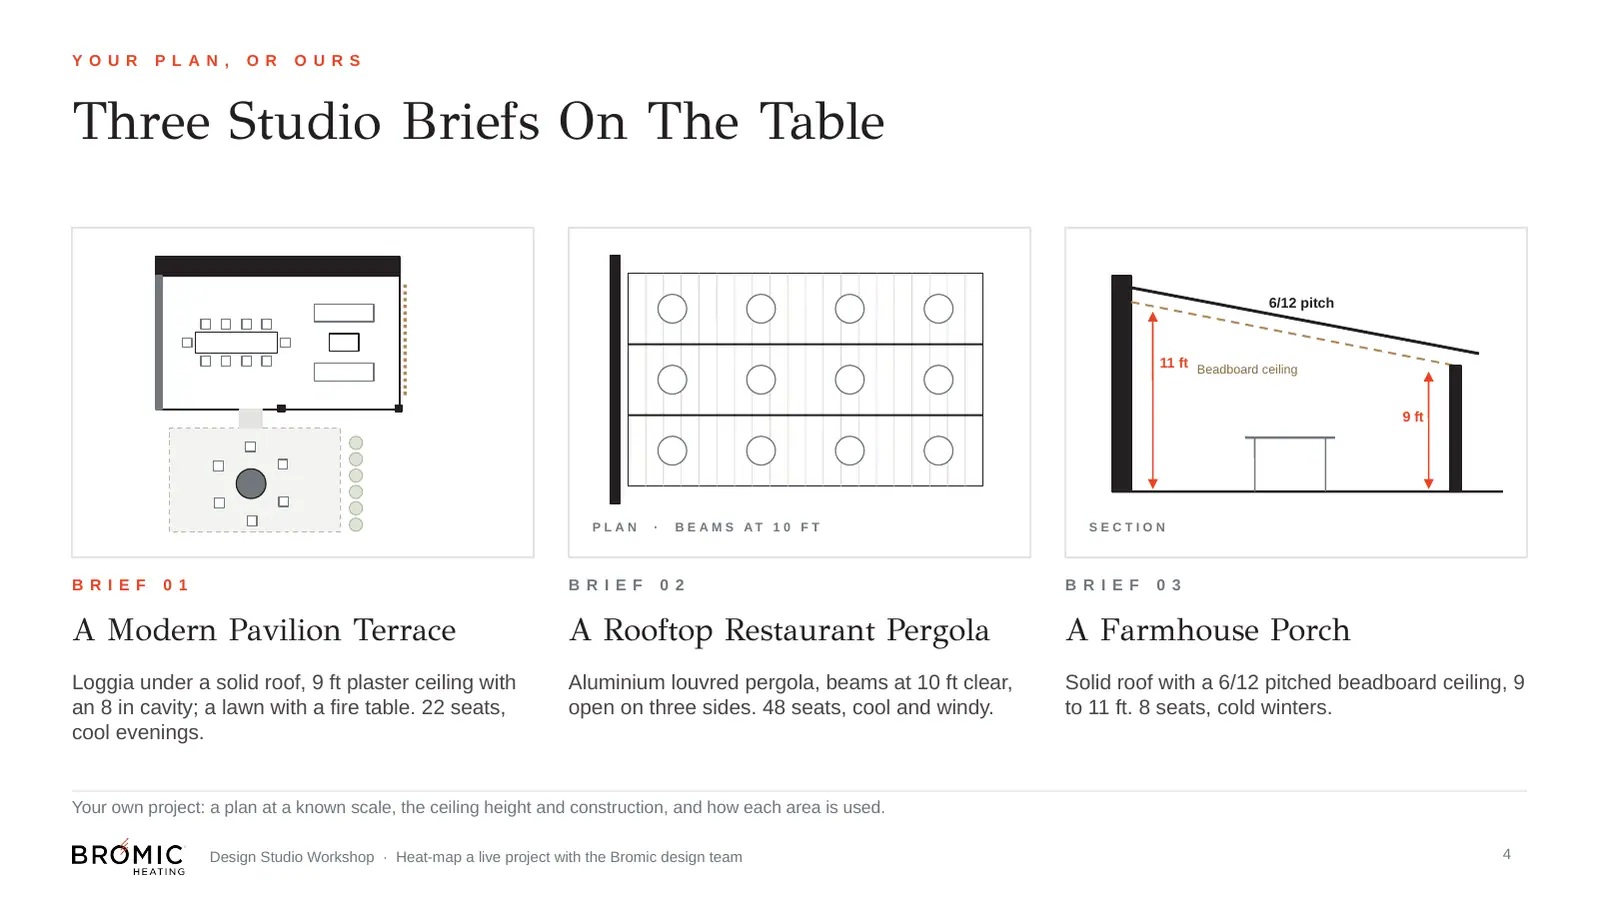 YOUR PLAN, OR OURS
Three Studio Briefs On The Table
PLAN · BEAMS AT 10 FT
6/12 pitch
11 ft
Beadboard ceiling
9 ft
SECTION
BRIEF 01
A Modern Pavilion Terrace
Loggia under a solid roof, 9 ft plaster ceiling with
an 8 in cavity; a lawn with a fire table. 22 seats,
cool evenings.
BRIEF 02
A Rooftop Restaurant Pergola
Aluminium louvred pergola, beams at 10 ft clear,
open on three sides. 48 seats, cool and windy.
BRIEF 03
A Farmhouse Porch
Solid roof with a 6/12 pitched beadboard ceiling, 9
to 11 ft. 8 seats, cold winters.
Your own project: a plan at a known scale, the ceiling height and construction, and how each area is used.
BROMIC
HEATING
Design Studio Workshop · Heat-map a live project with the Bromic design team
4